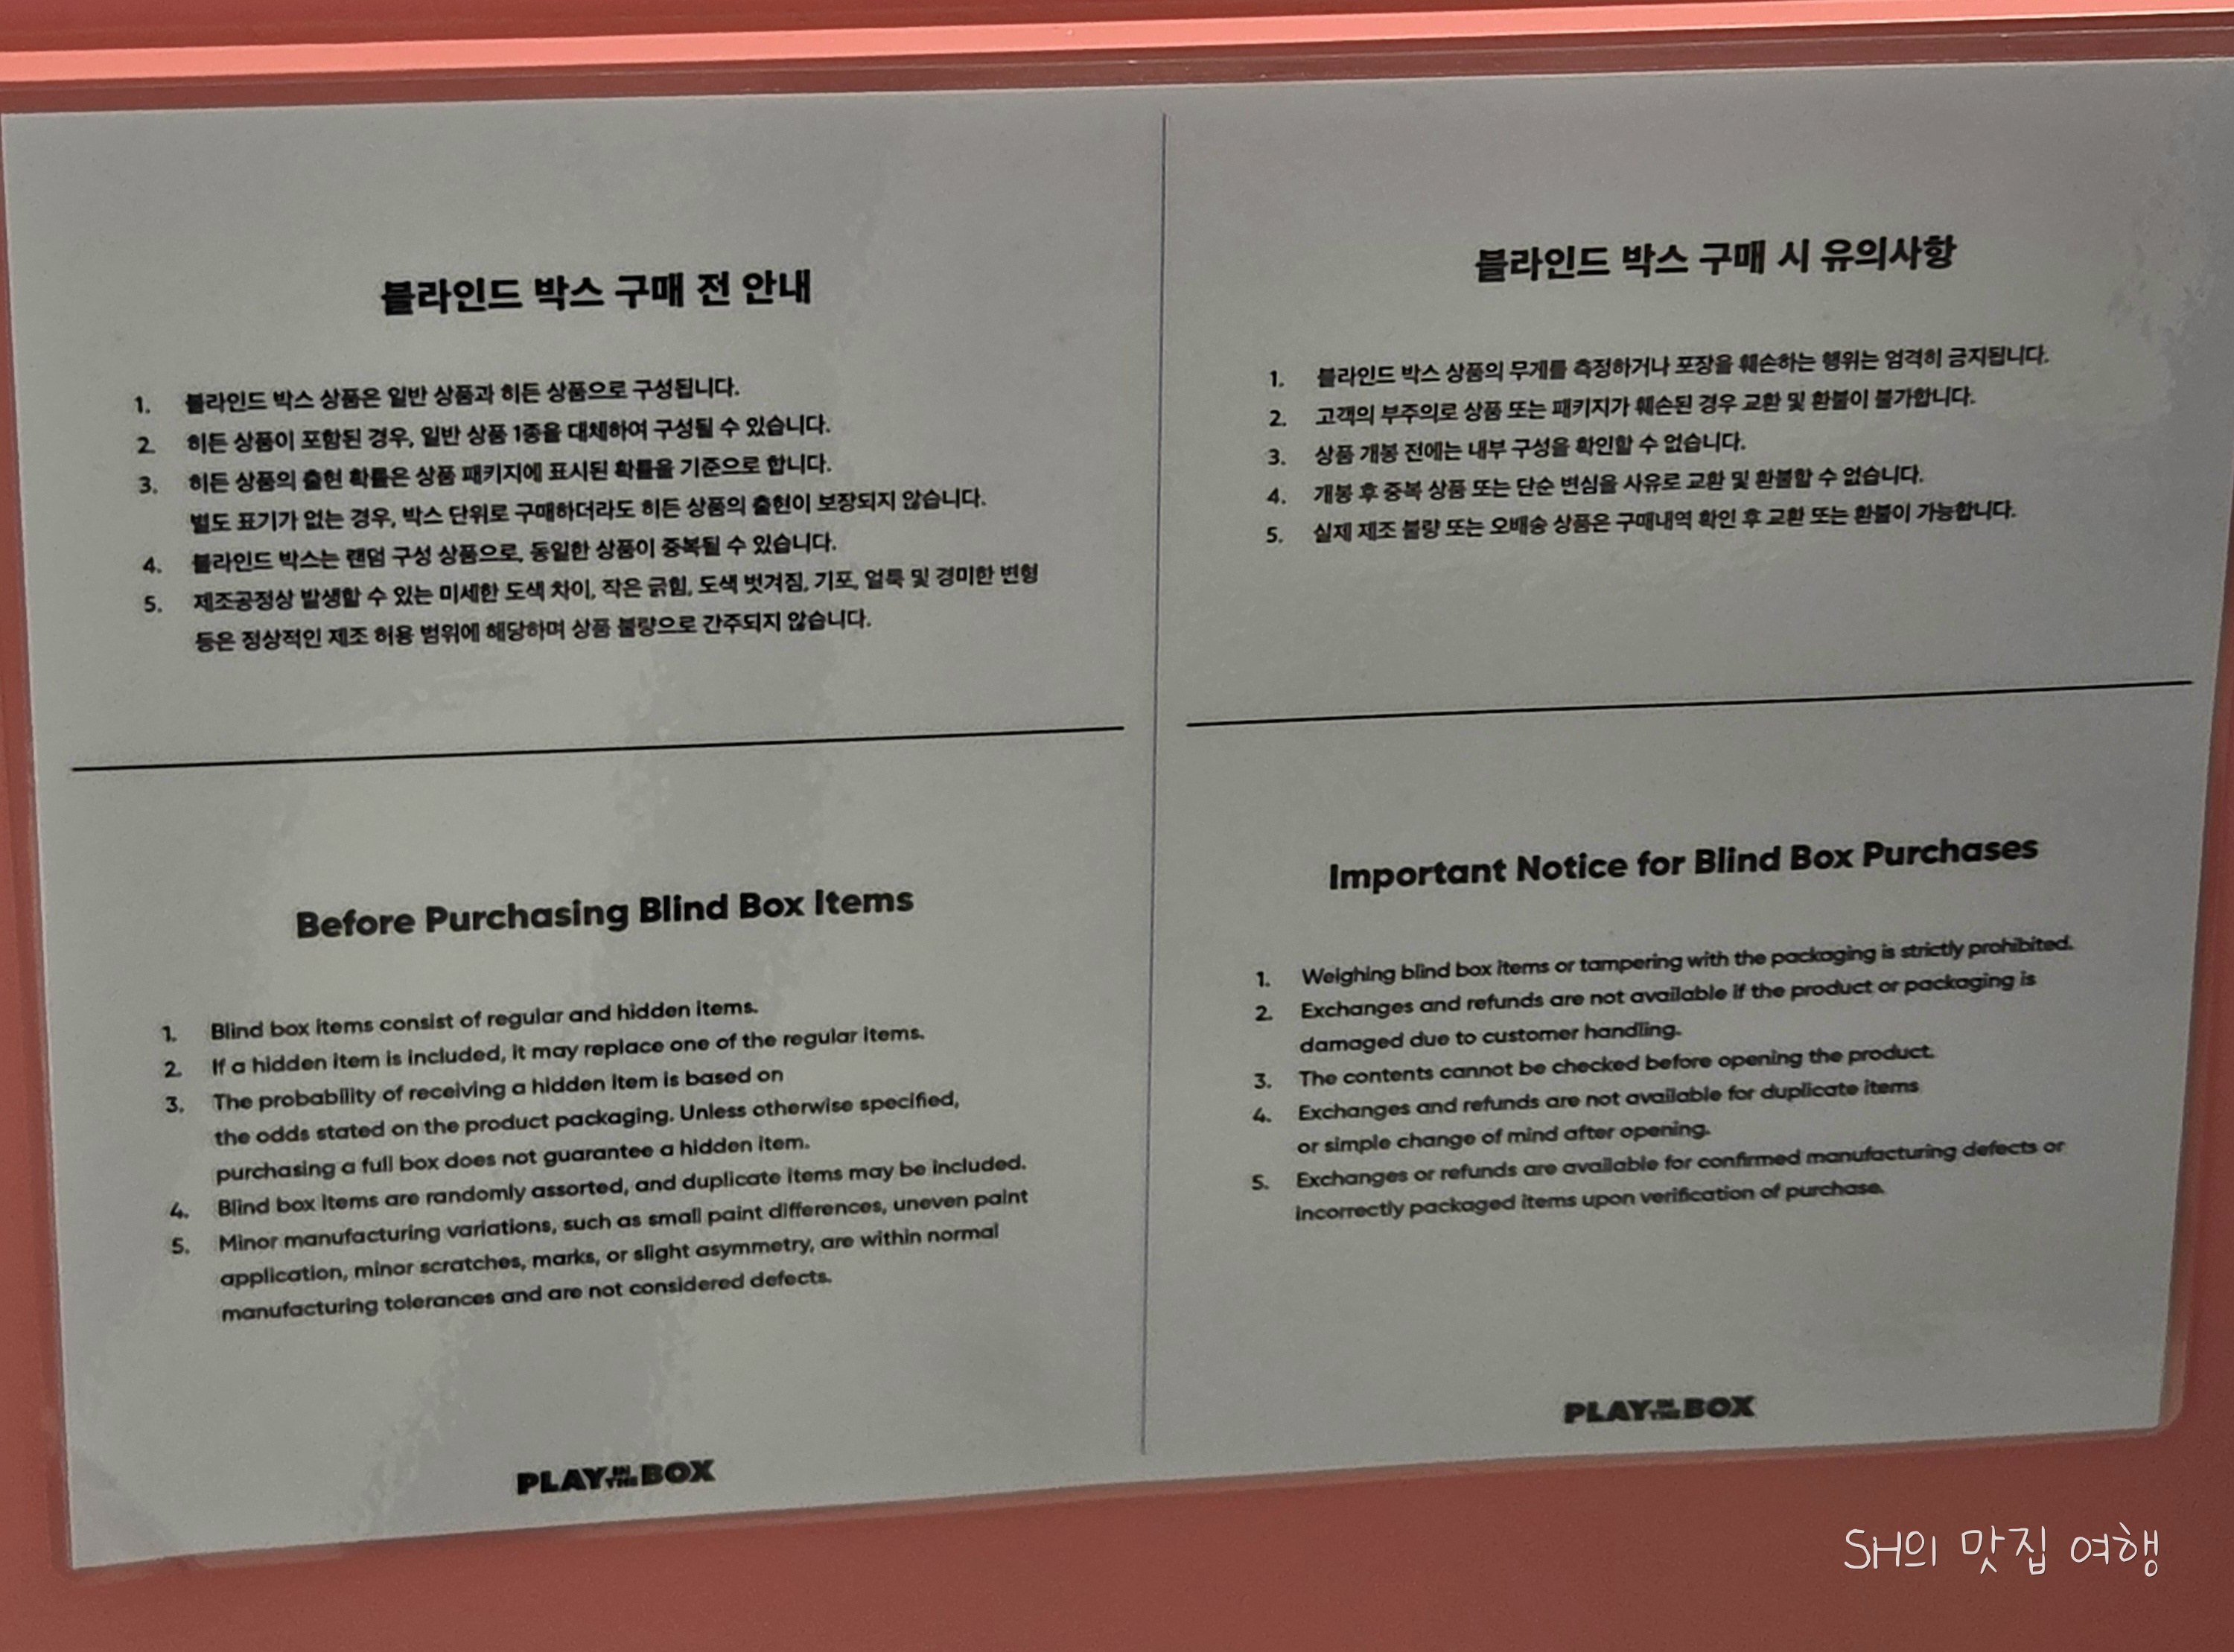 블라인드 박스 구매 전 안내
1. 블라인드 박스 상품은 일반 상품과 히든 상품으로 구성됩니다.
2. 히든 상품이 포함된 경우, 일반 상품 1종을 대체하여 구성될 수 있습니다.
3. 히든 상품의 출현 확률은 상품 패키지에 표시된 확률을 기준으로 합니다.
별도 표기가 없는 경우, 박스 단위로 구매하더라도 히든 상품의 출현이 보장되지 않습니다.
4. 블라인드 박스는 랜덤 구성 상품으로, 동일한 상품이 중복될 수 있습니다.
5. 제조공정상 발생할 수 있는 미세한 도색 차이, 작은 긁힘, 도색 벗겨짐, 기포, 얼룩 및 경미한 변형
등은 정상적인 제조 허용 범위에 해당하며 상품 불량으로 간주되지 않습니다.
Before Purchasing Blind Box Items
1. Blind box items consist of regular and hidden items.
2. If a hidden item is included, it may replace one of the regular items.
3. The probability of receiving a hidden item is based on
the odds stated on the product packaging. Unless otherwise specified,
purchasing a full box does not guarantee a hidden item.
4. Blind box items are randomly assorted, and duplicate items may be included.
5. Minor manufacturing variations, such as small paint differences, uneven paint
application, minor scratches, marks, or slight asymmetry, are within normal
manufacturing tolerances and are not considered defects.
PLAY IN THE BOX
블라인드 박스 구매 시 유의사항
1. 블라인드 박스 상품의 무게를 측정하거나 포장을 훼손하는 행위는 엄격히 금지됩니다.
2. 고객의 부주의로 상품 또는 패키지가 훼손된 경우 교환 및 환불이 불가합니다.
3. 상품 개봉 전에는 내부 구성을 확인할 수 없습니다.
4. 개봉 후 중복 상품 또는 단순 변심을 사유로 교환 및 환불할 수 없습니다.
5. 실제 제조 불량 또는 오배송 상품은 구매내역 확인 후 교환 또는 환불이 가능합니다.
Important Notice for Blind Box Purchases
1. Weighing blind box items or tampering with the packaging is strictly prohibited.
2. Exchanges and refunds are not available if the product or packaging is
damaged due to customer handling.
3. The contents cannot be checked before opening the product.
4. Exchanges and refunds are not available for duplicate items
or simple change of mind after opening.
5. Exchanges or refunds are available for confirmed manufacturing defects or
incorrectly packaged items upon verification of purchase.
PLAY IN THE BOX
SH의 맛집 여행